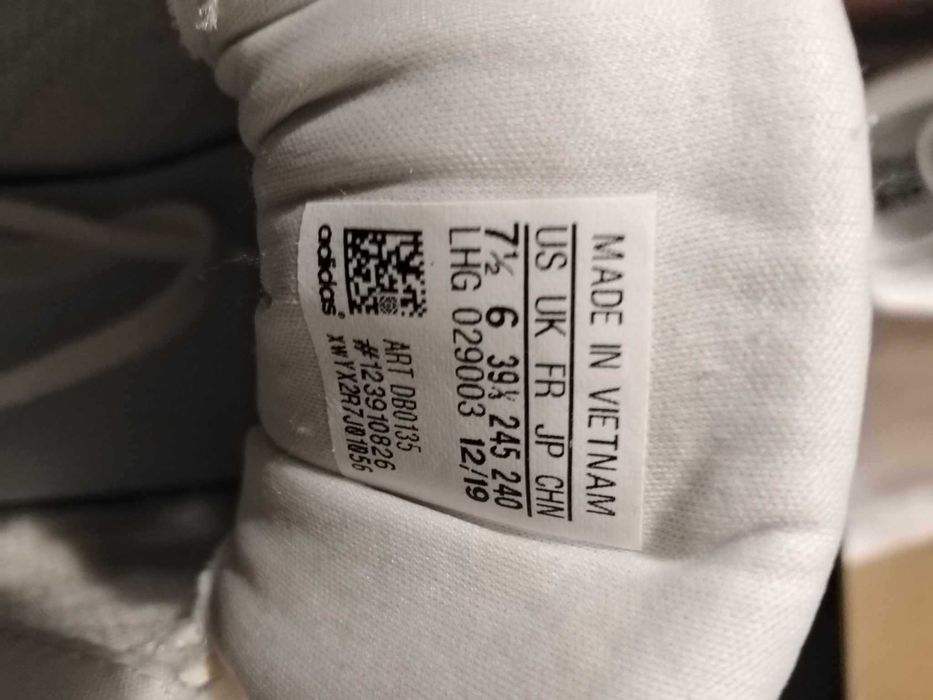 MADE IN VIETNAM
US UK FR JP CHN
7½ 6 39⅓ 245 240
LHG 029003 12/19
ART DB0135
#123910826
XWYX2R7J01056
adidas®